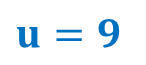 u = 9